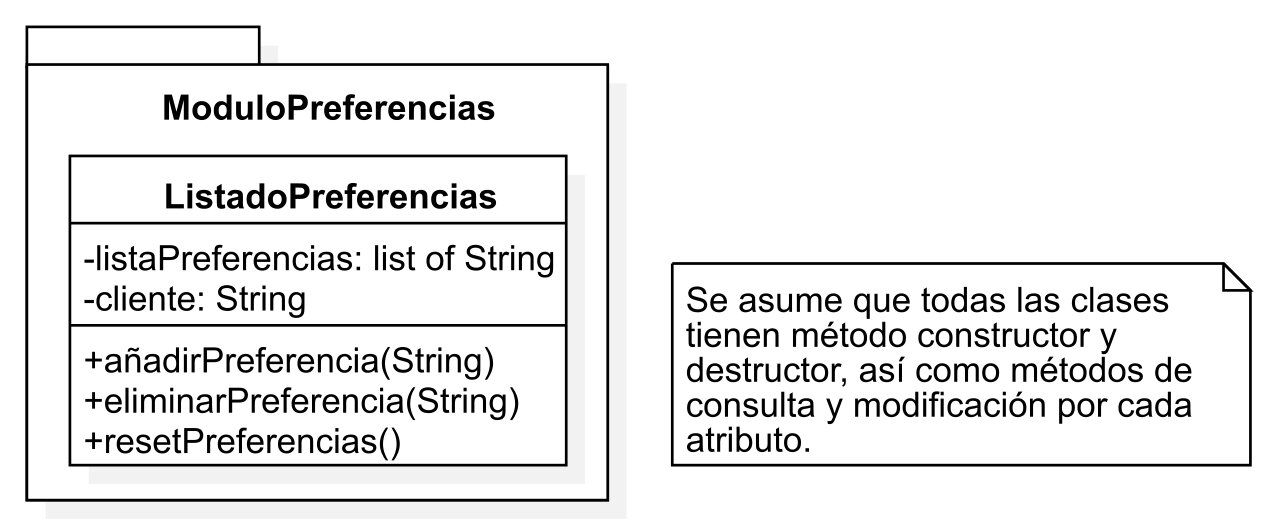 ModuloPreferencias
ListadoPreferencias
-listaPreferencias: list of String
-cliente: String
+añadirPreferencia(String)
+eliminarPreferencia(String)
+resetPreferencias()
Se asume que todas las clases
tienen método constructor y
destructor, así como métodos de
consulta y modificación por cada
atributo.